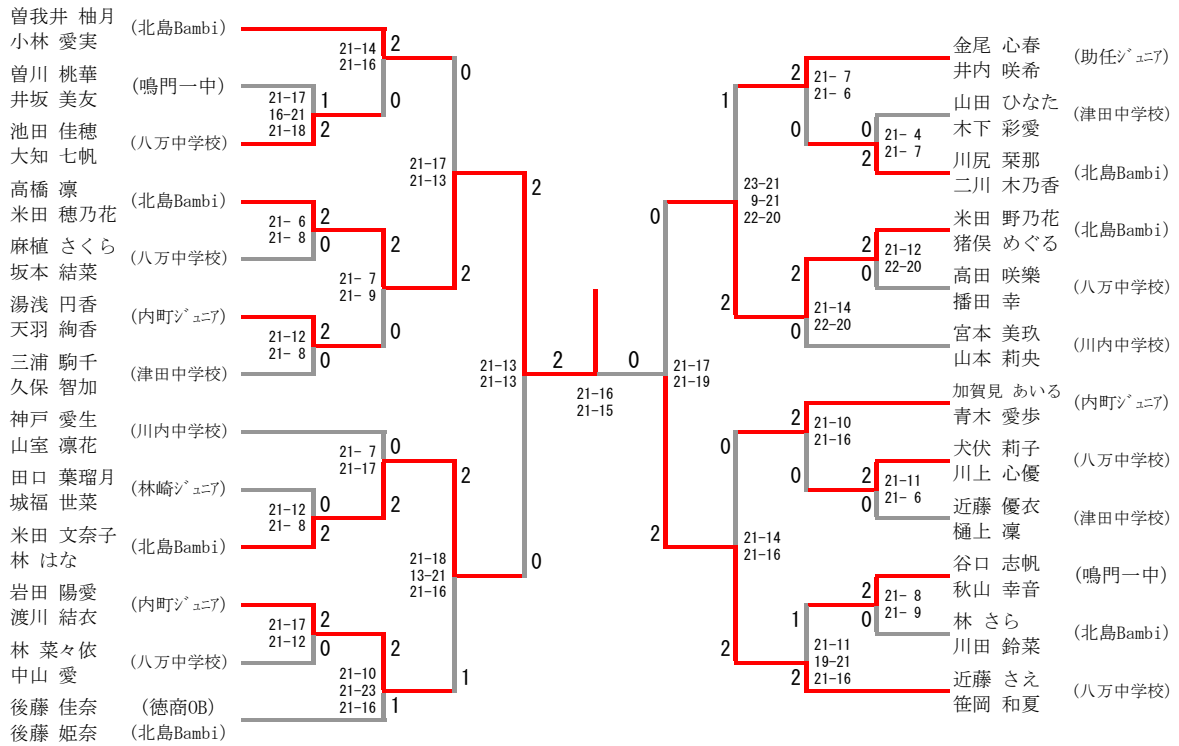 曽我井 柚月
小林 愛実
(北島Bambi)
曽川 桃華
井坂 美友
(鳴門一中)
池田 佳穂
大知 七帆
(八万中学校)
高橋 凛
米田 穂乃花
(北島Bambi)
麻植 さくら
坂本 結菜
(八万中学校)
湯浅 円香
天羽 絢香
(内町ジュニア)
三浦 駒千
久保 智加
(津田中学校)
神戸 愛生
山室 凛花
(川内中学校)
田口 葉瑠月
城福 世菜
(林崎ジュニア)
米田 文奈子
林 はな
(北島Bambi)
岩田 陽愛
渡川 結衣
(内町ジュニア)
林 菜々依
中山 愛
(八万中学校)
後藤 佳奈 (徳商OB)
後藤 姫奈 (北島Bambi)
21-17
16-21
21-18
1
2
21- 6
21- 8
2
0
21-12
21- 8
2
0
21-12
21- 8
0
2
21-17
21-12
2
0
21-14
21-16
2
0
21- 7
21- 9
2
0
21- 7
21-17
0
2
21-10
21-23
21-16
2
1
21-17
21-13
0
2
21-18
13-21
21-16
2
1
21-13
21-13
2
0
2
0
21-16
21-15
21-17
21-19
0
2
23-21
9-21
22-20
1
2
21-14
21-16
0
2
21- 7
21- 6
2
0
21-14
22-20
2
0
21-10
21-16
2
0
21-11
19-21
21-16
1
2
21- 4
21- 7
0
2
21-12
22-20
2
0
21-11
21- 6
2
0
21- 8
21- 9
2
0
金尾 心春
井内 咲希
(助任ジュニア)
山田 ひなた
木下 彩愛
(津田中学校)
川尻 栞那
二川 木乃香
(北島Bambi)
米田 野乃花
猪俣 めぐる
(北島Bambi)
高田 咲樂
播田 幸
(八万中学校)
宮本 美玖
山本 莉央
(川内中学校)
加賀見 あいる
青木 愛歩
(内町ジュニア)
犬伏 莉子
川上 心優
(八万中学校)
近藤 優衣
樋上 凜
(津田中学校)
谷口 志帆
秋山 幸音
(鳴門一中)
林 さら
川田 鈴菜
(北島Bambi)
近藤 さえ
笹岡 和夏
(八万中学校)